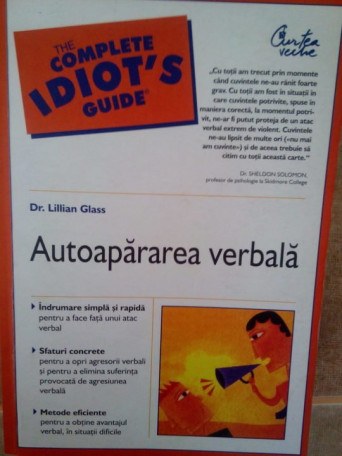 THE
COMPLETE
IDIOT'S
GUIDE®
Curtea
veche
„Cu toții am trecut prin momente
când cuvintele ne-au rănit foarte
grav. Cu toții am fost în situații în
care cuvintele potrivite, spuse în
maniera corectă, la momentul potri-
vit, ne-ar fi putut proteja de un atac
verbal extrem de violent. Cuvintele
ne-au lipsit de multe ori («nu mai
am cuvinte») și de aceea trebuie să
citim cu toții această carte.”
Dr. SHELDON SOLOMON,
profesor de psihologie la Skidmore College
Dr. Lillian Glass
Autoapărarea verbală
Îndrumare simplă și rapidă
pentru a face față unui atac
verbal
Sfaturi concrete
pentru a opri agresorii verbali
și pentru a elimina suferința
provocată de agresiunea
verbală
Metode eficiente
pentru a obține avantajul
verbal, în situații dificile